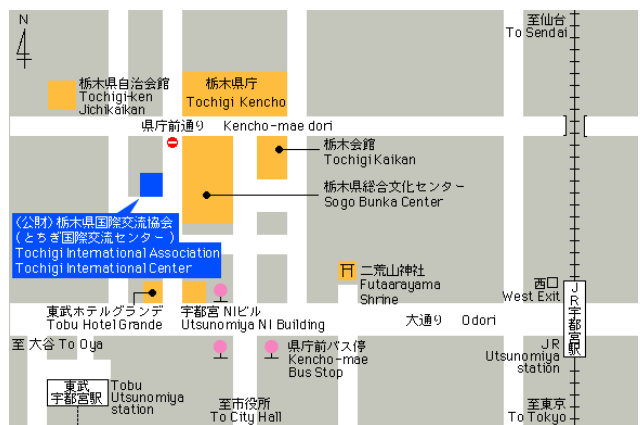 N
至仙台
To Sendai
栃木県自治会館
Tochigi-ken
Jichikaikan
栃木県庁
Tochigi Kencho
県庁前通り Kencho-mae dori
栃木会館
Tochigi Kaikan
栃木県総合文化センター
Sogo Bunka Center
(公財)栃木県国際交流協会
(とちぎ国際交流センター)
Tochigi International Association
Tochigi International Center
二荒山神社
Futaarayama
Shrine
西口
West Exit
東武ホテルグランデ
Tobu Hotel Grande
宇都宮 NIビル
Utsunomiya NI Building
大通り Odori
JR宇都宮駅
JR
Utsunomiya
station
至 大谷 To Oya
県庁前バス停
Kencho-mae
Bus Stop
東武
宇都宮駅
Tobu
Utsunomiya
station
至市役所
To City Hall
至東京
To Tokyo